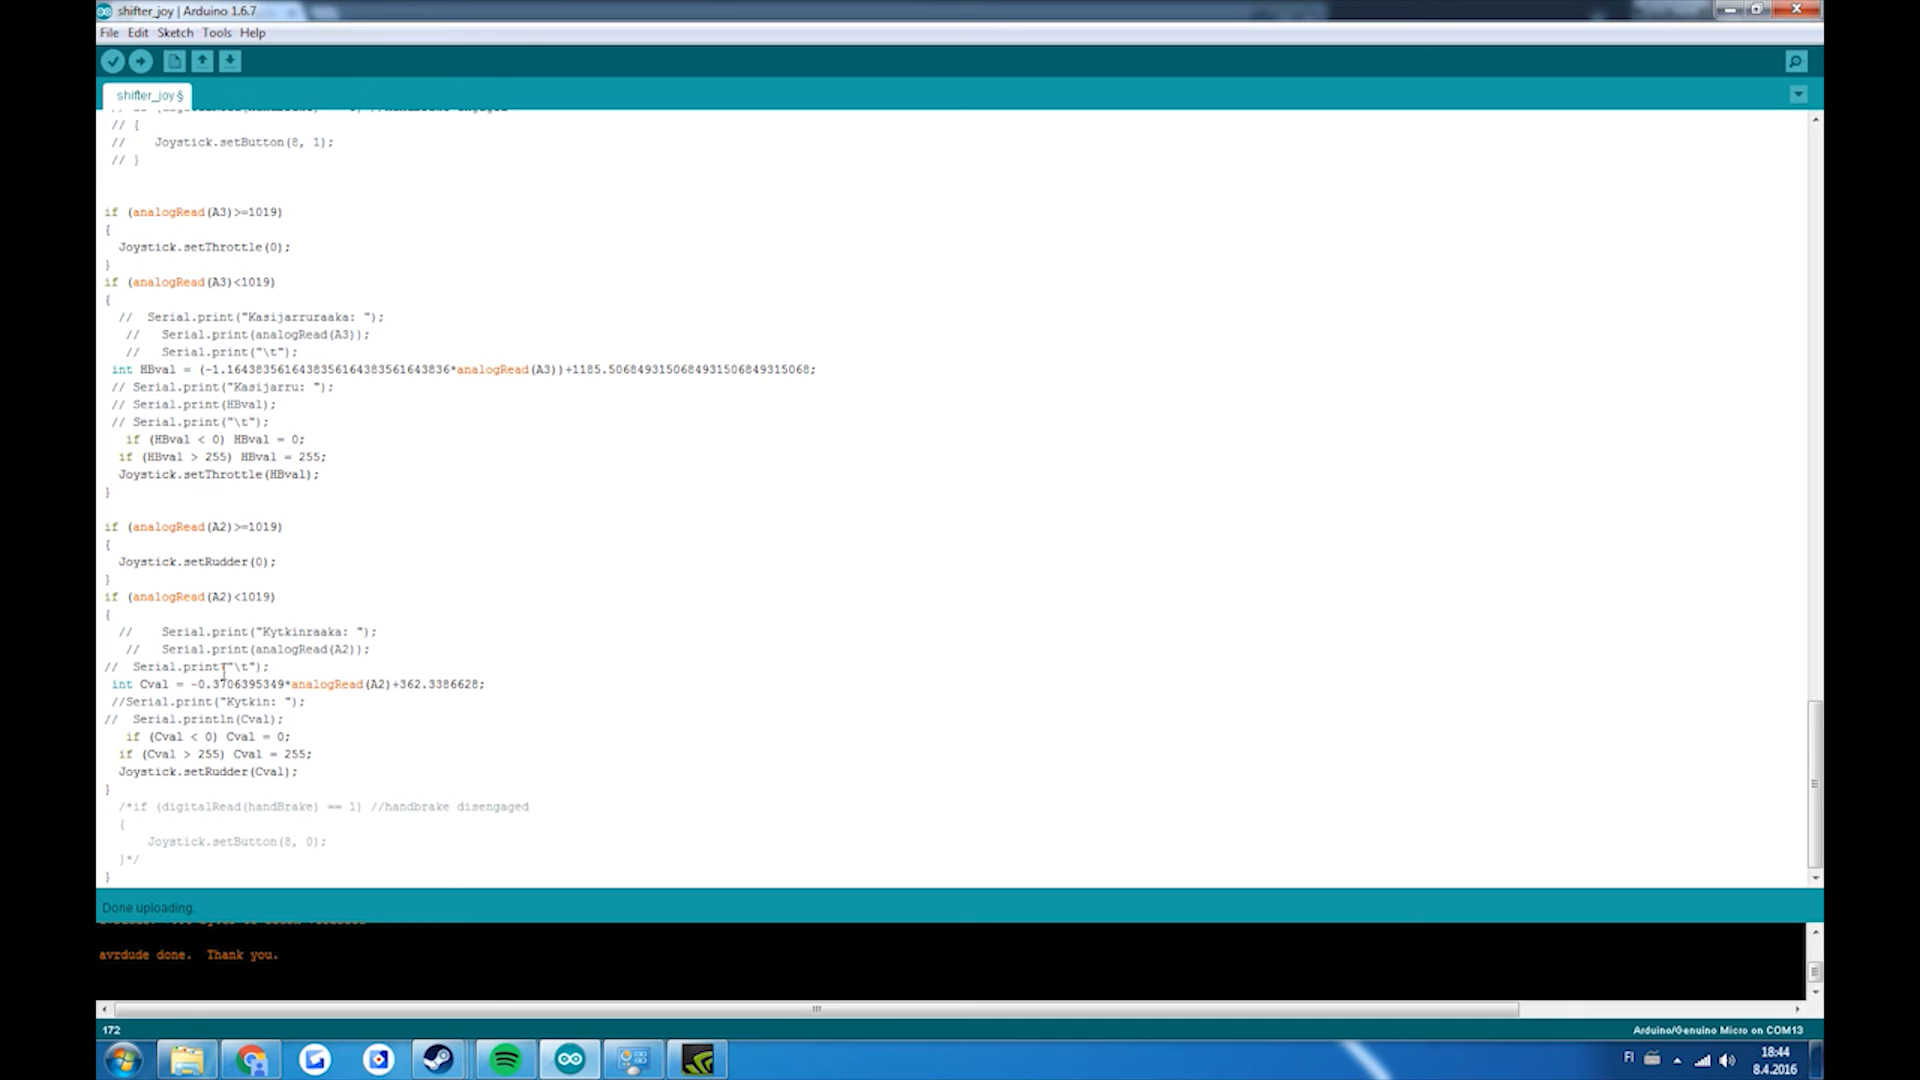 shifter_joy | Arduino 1.6.7
File Edit Sketch Tools Help
shifter_joy§
// {
//    Joystick.setButton(8, 1);
// }
if (analogRead(A3)>=1019)
{
Joystick.setThrottle(0);
}
if (analogRead(A3)<1019)
{
//  Serial.print("Kasijarruraaka: ");
//   Serial.print(analogRead(A3));
//   Serial.print("\t");
int HBval = (-1.1643835616438356164383561643836*analogRead(A3))+1185.5068493150684931506849315068;
// Serial.print("Kasijarru: ");
// Serial.print(HBval);
// Serial.print("\t");
if (HBval < 0) HBval = 0;
if (HBval > 255) HBval = 255;
Joystick.setThrottle(HBval);
}
if (analogRead(A2)>=1019)
{
Joystick.setRudder(0);
}
if (analogRead(A2)<1019)
{
//    Serial.print("Kytkinraaka: ");
//   Serial.print(analogRead(A2));
//  Serial.print("\t");
int Cval = -0.3706395349*analogRead(A2)+362.3386628;
//Serial.print("Kytkin: ");
//  Serial.println(Cval);
if (Cval < 0) Cval = 0;
if (Cval > 255) Cval = 255;
Joystick.setRudder(Cval);
}
/*if (digitalRead(handBrake) == 1) //handbrake disengaged
{
Joystick.setButton(8, 0);
}*/
}
Done uploading.
avrdude done.  Thank you.
172
Arduino/Genuino Micro on COM13
FI
18:44
8.4.2016